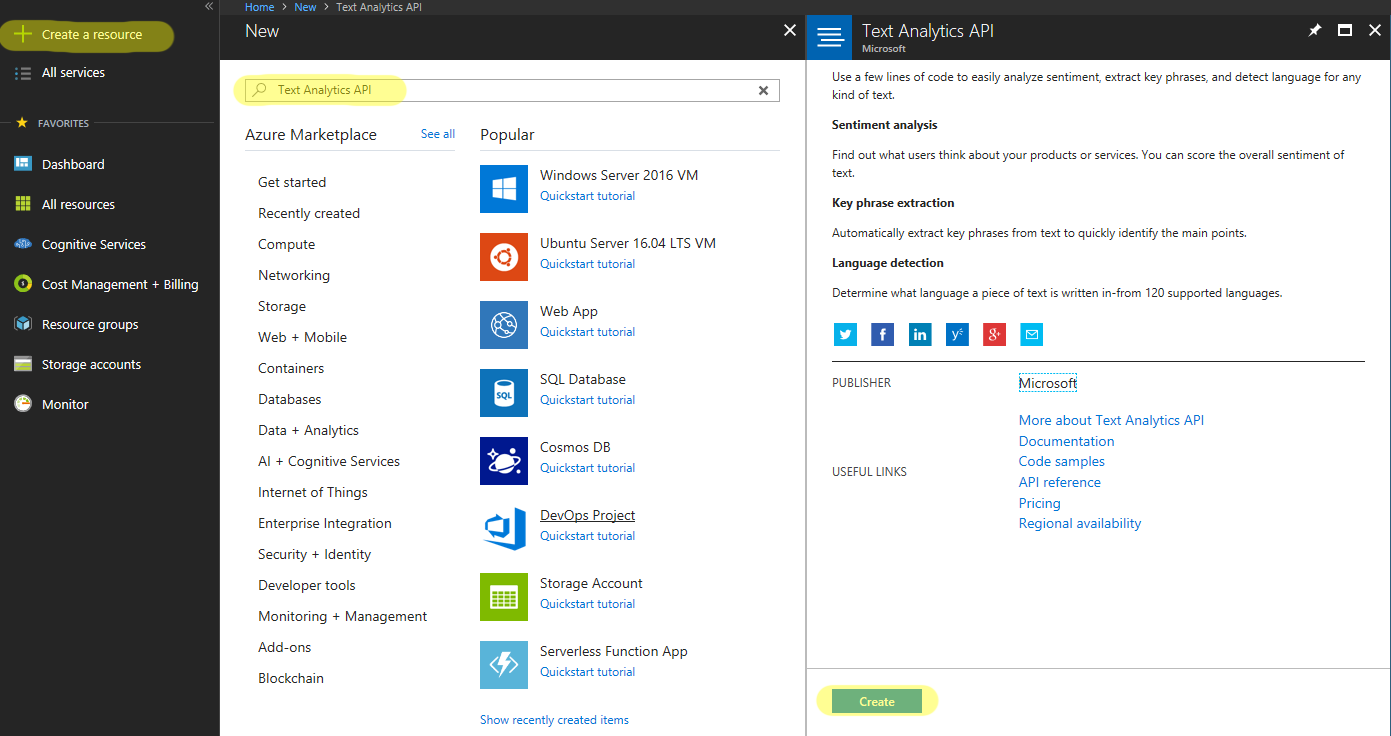 «
Home > New > Text Analytics API
Create a resource
All services
FAVORITES
Dashboard
All resources
Cognitive Services
Cost Management + Billing
Resource groups
Storage accounts
Monitor
New
Text Analytics API
Azure Marketplace
See all
Get started
Recently created
Compute
Networking
Storage
Web + Mobile
Containers
Databases
Data + Analytics
AI + Cognitive Services
Internet of Things
Enterprise Integration
Security + Identity
Developer tools
Monitoring + Management
Add-ons
Blockchain
Popular
Windows Server 2016 VM
Quickstart tutorial
Ubuntu Server 16.04 LTS VM
Quickstart tutorial
Web App
Quickstart tutorial
SQL
SQL Database
Quickstart tutorial
Cosmos DB
Quickstart tutorial
DevOps Project
Quickstart tutorial
Storage Account
Quickstart tutorial
Serverless Function App
Quickstart tutorial
Show recently created items
Text Analytics API
Microsoft
Use a few lines of code to easily analyze sentiment, extract key phrases, and detect language for any
kind of text.
Sentiment analysis
Find out what users think about your products or services. You can score the overall sentiment of
text.
Key phrase extraction
Automatically extract key phrases from text to quickly identify the main points.
Language detection
Determine what language a piece of text is written in-from 120 supported languages.
PUBLISHER
Microsoft
USEFUL LINKS
More about Text Analytics API
Documentation
Code samples
API reference
Pricing
Regional availability
Create